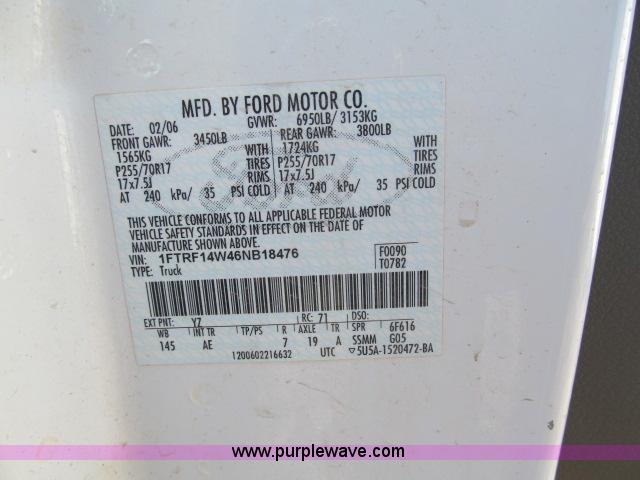 MFD. BY FORD MOTOR CO.
DATE: 02/06 GVWR: 6950LB/ 3153KG
FRONT GAWR: 3450LB REAR GAWR: 3800LB
1565KG WITH 1724KG WITH
P255/70R17 TIRES P255/70R17 TIRES
17x7.5J RIMS 17x7.5J RIMS
AT 240 kPa/ 35 PSI COLD AT 240 kPa/ 35 PSI COLD
THIS VEHICLE CONFORMS TO ALL APPLICABLE FEDERAL MOTOR
VEHICLE SAFETY STANDARDS IN EFFECT ON THE DATE OF
MANUFACTURE SHOWN ABOVE.
VIN: 1FTRF14W46NB18476 F0090
TYPE: Truck T0782
EXT PNT: Y7 RC: 71 DSO:
WB INT TR TP/PS R AXLE TR SPR 6F616
145 AE 7 19 A SSMM G05
1200602216632 UTC 5U5A-1520472-BA
Ford
www.purplewave.com